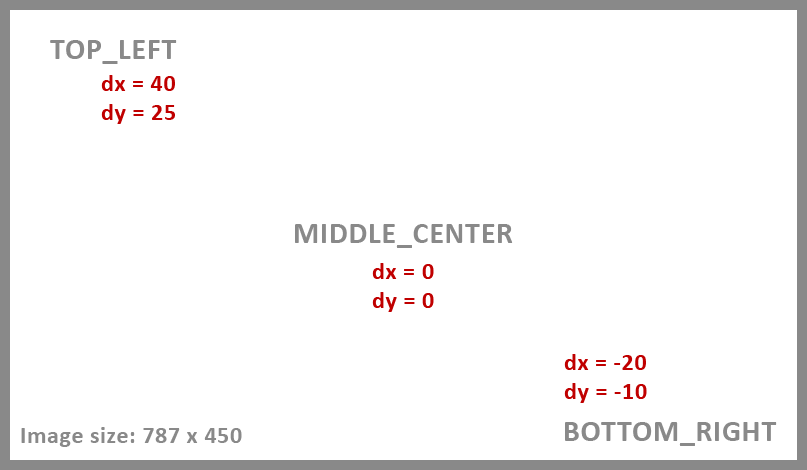 TOP_LEFT
dx = 40
dy = 25
MIDDLE_CENTER
dx = 0
dy = 0
dx = -20
dy = -10
BOTTOM_RIGHT
Image size: 787 x 450